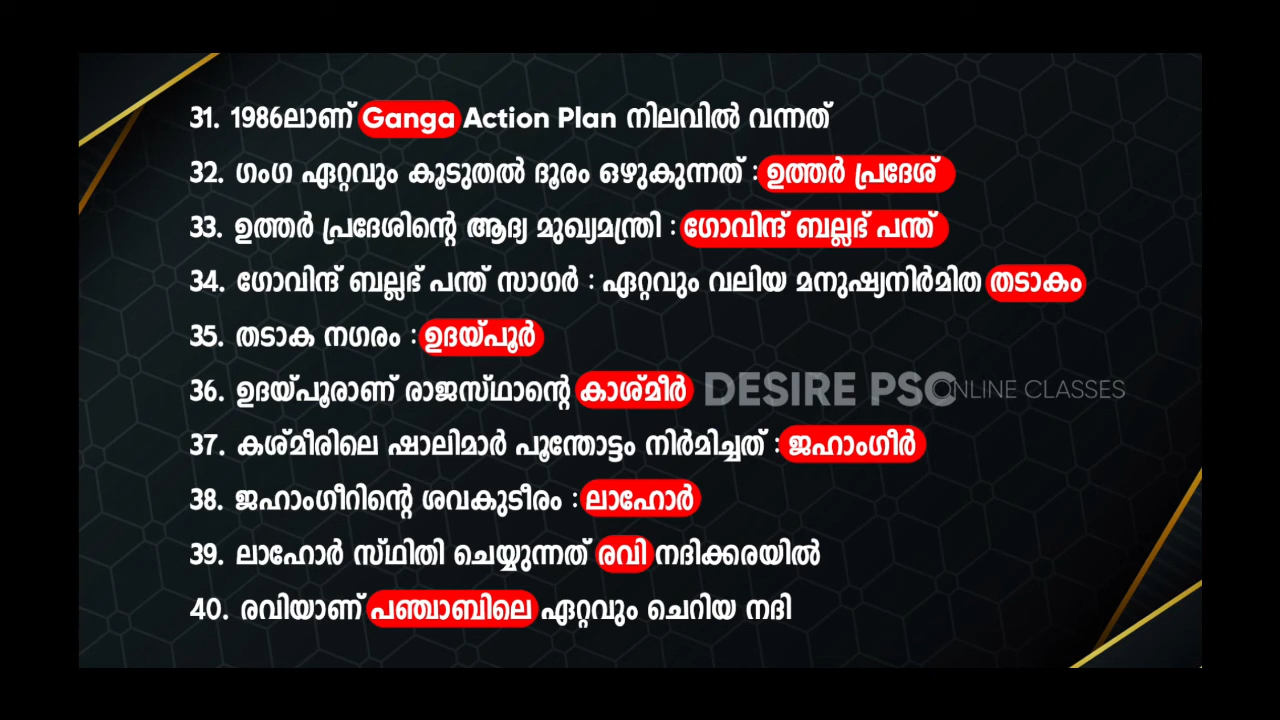 31. 1986ലാണ് Ganga Action Plan നിലവിൽ വന്നത്
32. ഗംഗ ഏറ്റവും കൂടുതൽ ദൂരം ഒഴുകുന്നത് : ഉത്തർ പ്രദേശ്
33. ഉത്തർ പ്രദേശിന്റെ ആദ്യ മുഖ്യമന്ത്രി : ഗോവിന്ദ് ബല്ലഭ് പന്ത്
34. ഗോവിന്ദ് ബല്ലഭ് പന്ത് സാഗർ : ഏറ്റവും വലിയ മനുഷ്യനിർമിത തടാകം
35. തടാക നഗരം : ഉദയ്പൂർ
36. ഉദയ്പൂരാണ് രാജസ്ഥാന്റെ കാശ്മീർ DESIRE PSC ONLINE CLASSES
37. കശ്മീരിലെ ഷാലിമാർ പൂന്തോട്ടം നിർമിച്ചത് : ജഹാംഗീർ
38. ജഹാംഗീറിന്റെ ശവകുടീരം : ലാഹോർ
39. ലാഹോർ സ്ഥിതി ചെയ്യുന്നത് രവി നദിക്കരയിൽ
40. രവിയാണ് പഞ്ചാബിലെ ഏറ്റവും ചെറിയ നദി